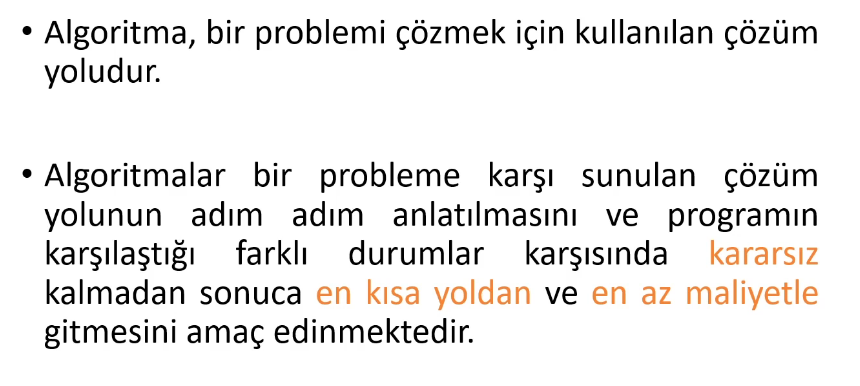 • Algoritma, bir problemi çözmek için kullanılan çözüm
yoludur.
• Algoritmalar bir probleme karşı sunulan çözüm
yolunun adım adım anlatılmasını ve programın
karşılaştığı farklı durumlar karşısında kararsız
kalmadan sonuca en kısa yoldan ve en az maliyetle
gitmesini amaç edinmektedir.